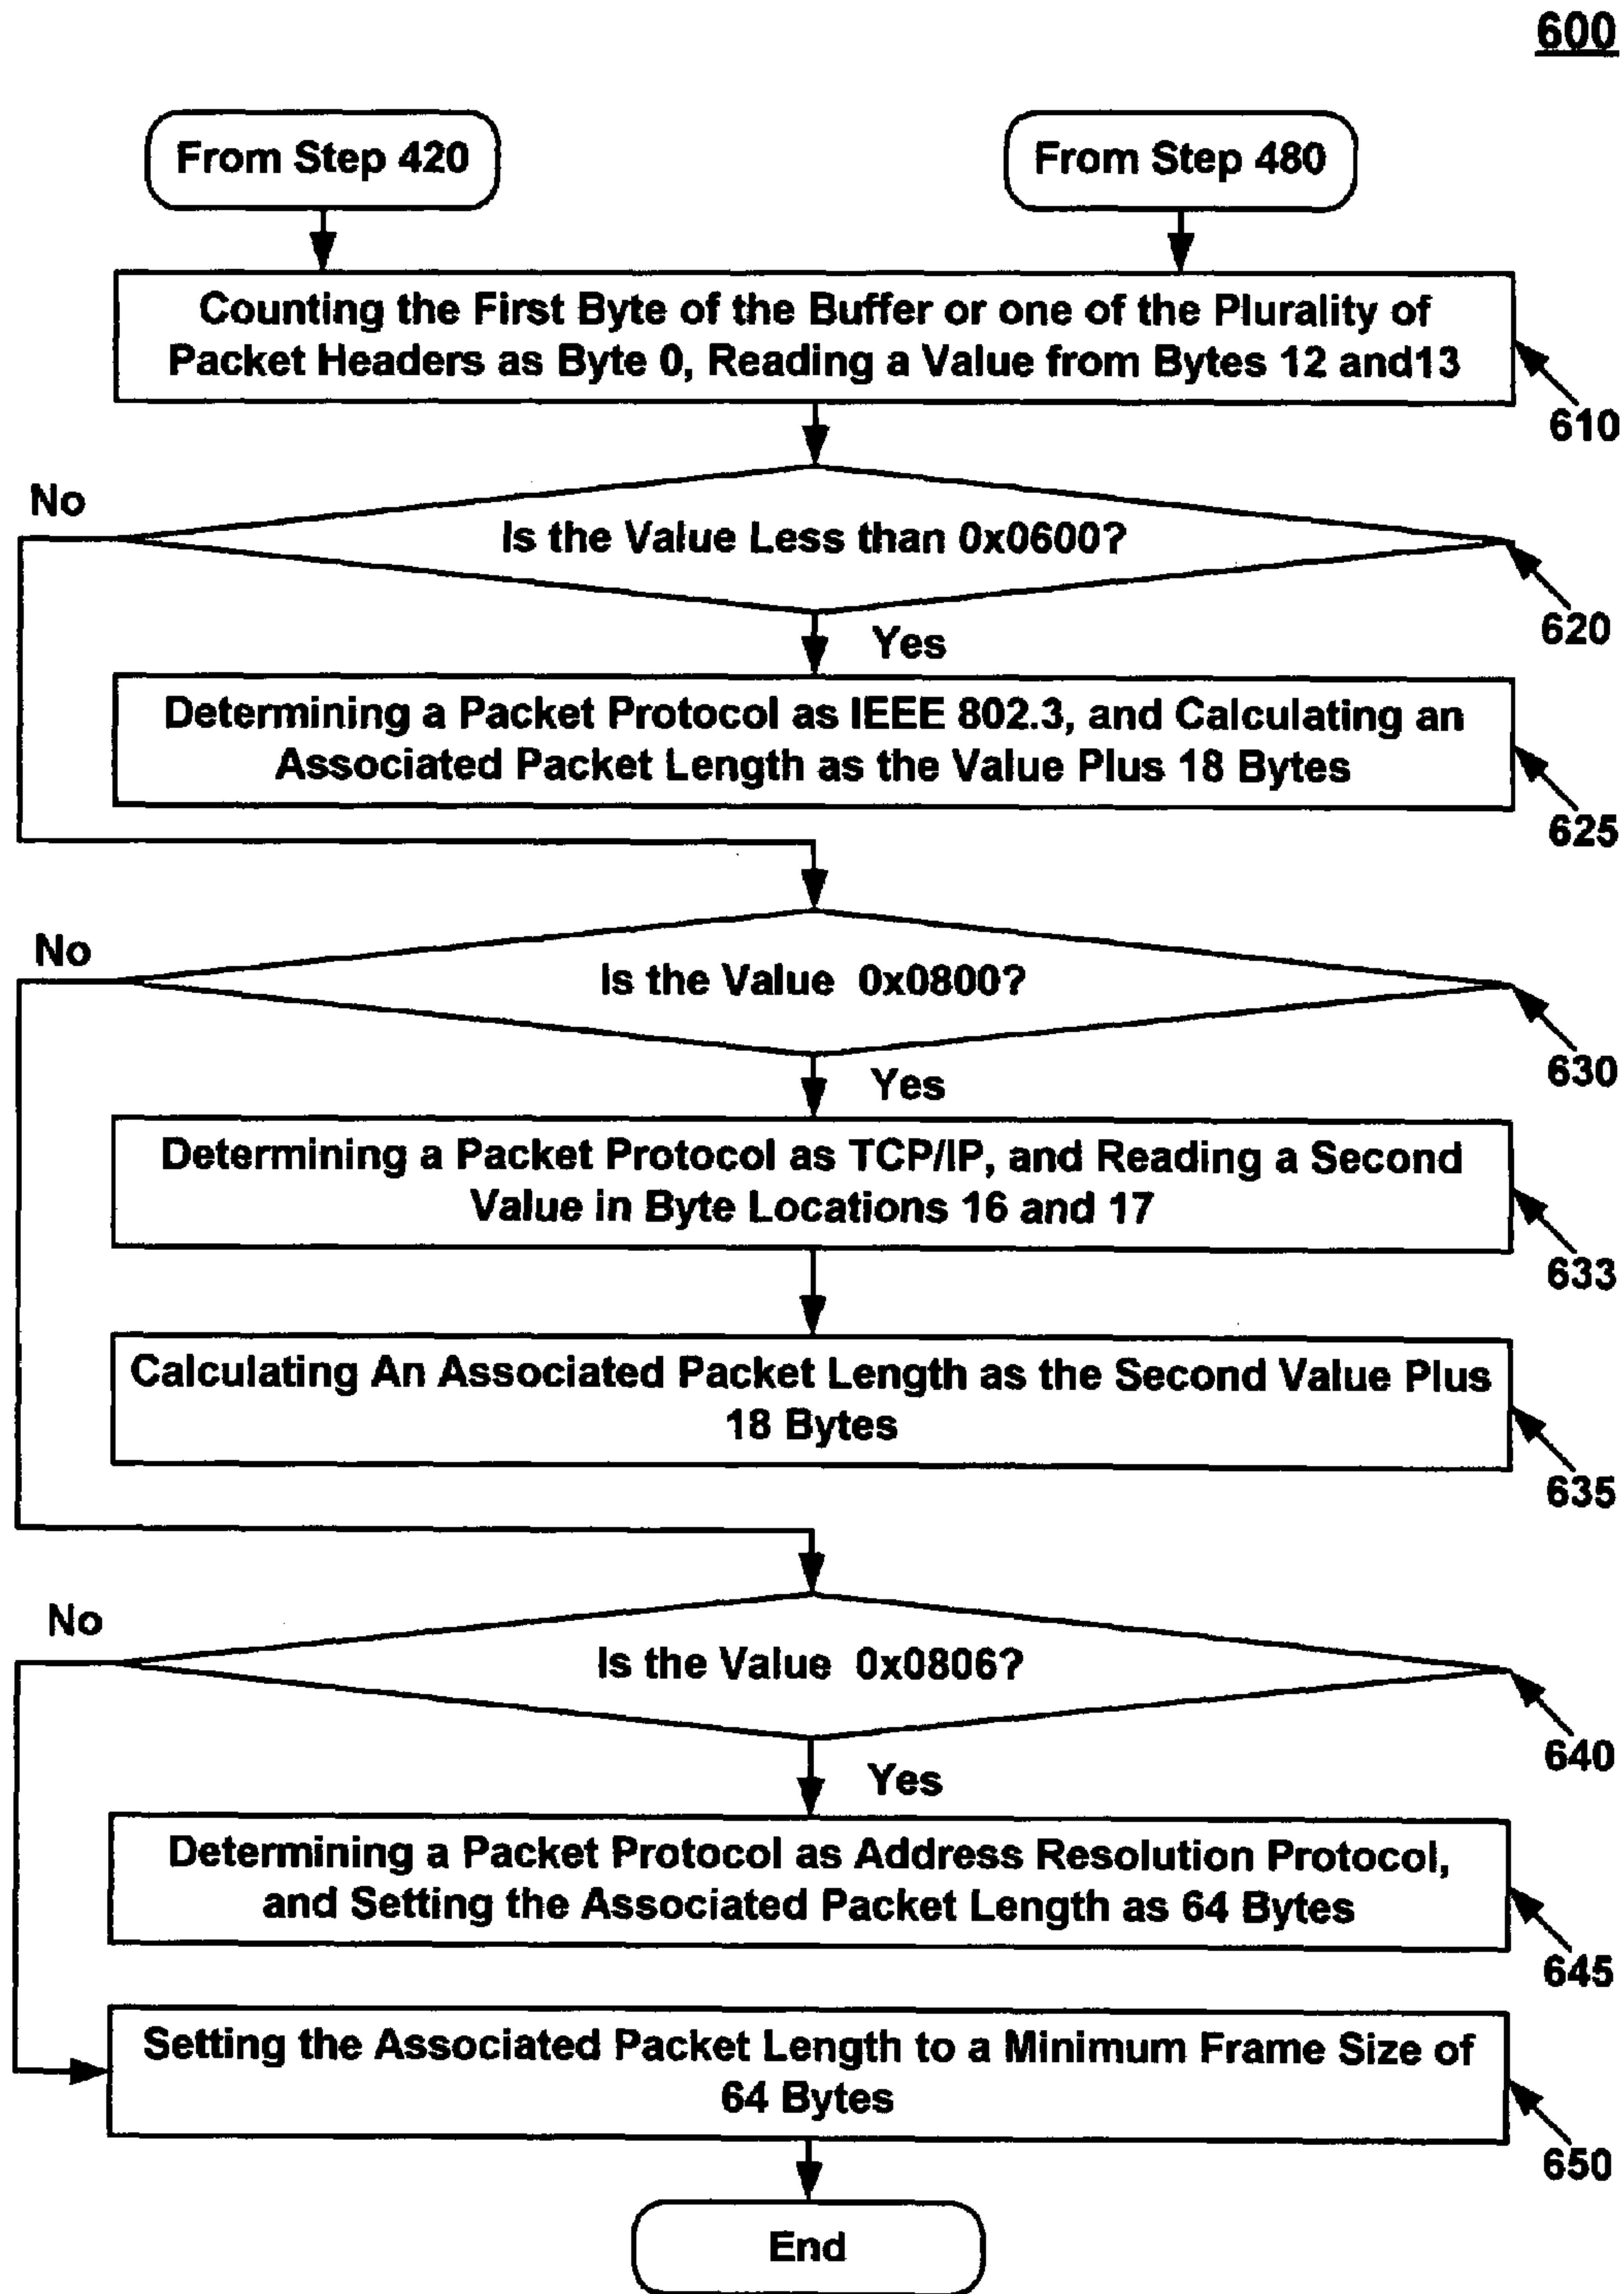 600
From Step 420
From Step 480
Counting the First Byte of the Buffer or one of the Plurality of
Packet Headers as Byte 0, Reading a Value from Bytes 12 and13
610
No
Is the Value Less than 0x0600?
620
Yes
Determining a Packet Protocol as IEEE 802.3, and Calculating an
Associated Packet Length as the Value Plus 18 Bytes
625
No
Is the Value 0x0800?
630
Yes
Determining a Packet Protocol as TCP/IP, and Reading a Second
Value in Byte Locations 16 and 17
633
Calculating An Associated Packet Length as the Second Value Plus
18 Bytes
635
No
Is the Value 0x0806?
640
Yes
Determining a Packet Protocol as Address Resolution Protocol,
and Setting the Associated Packet Length as 64 Bytes
645
Setting the Associated Packet Length to a Minimum Frame Size of
64 Bytes
650
End